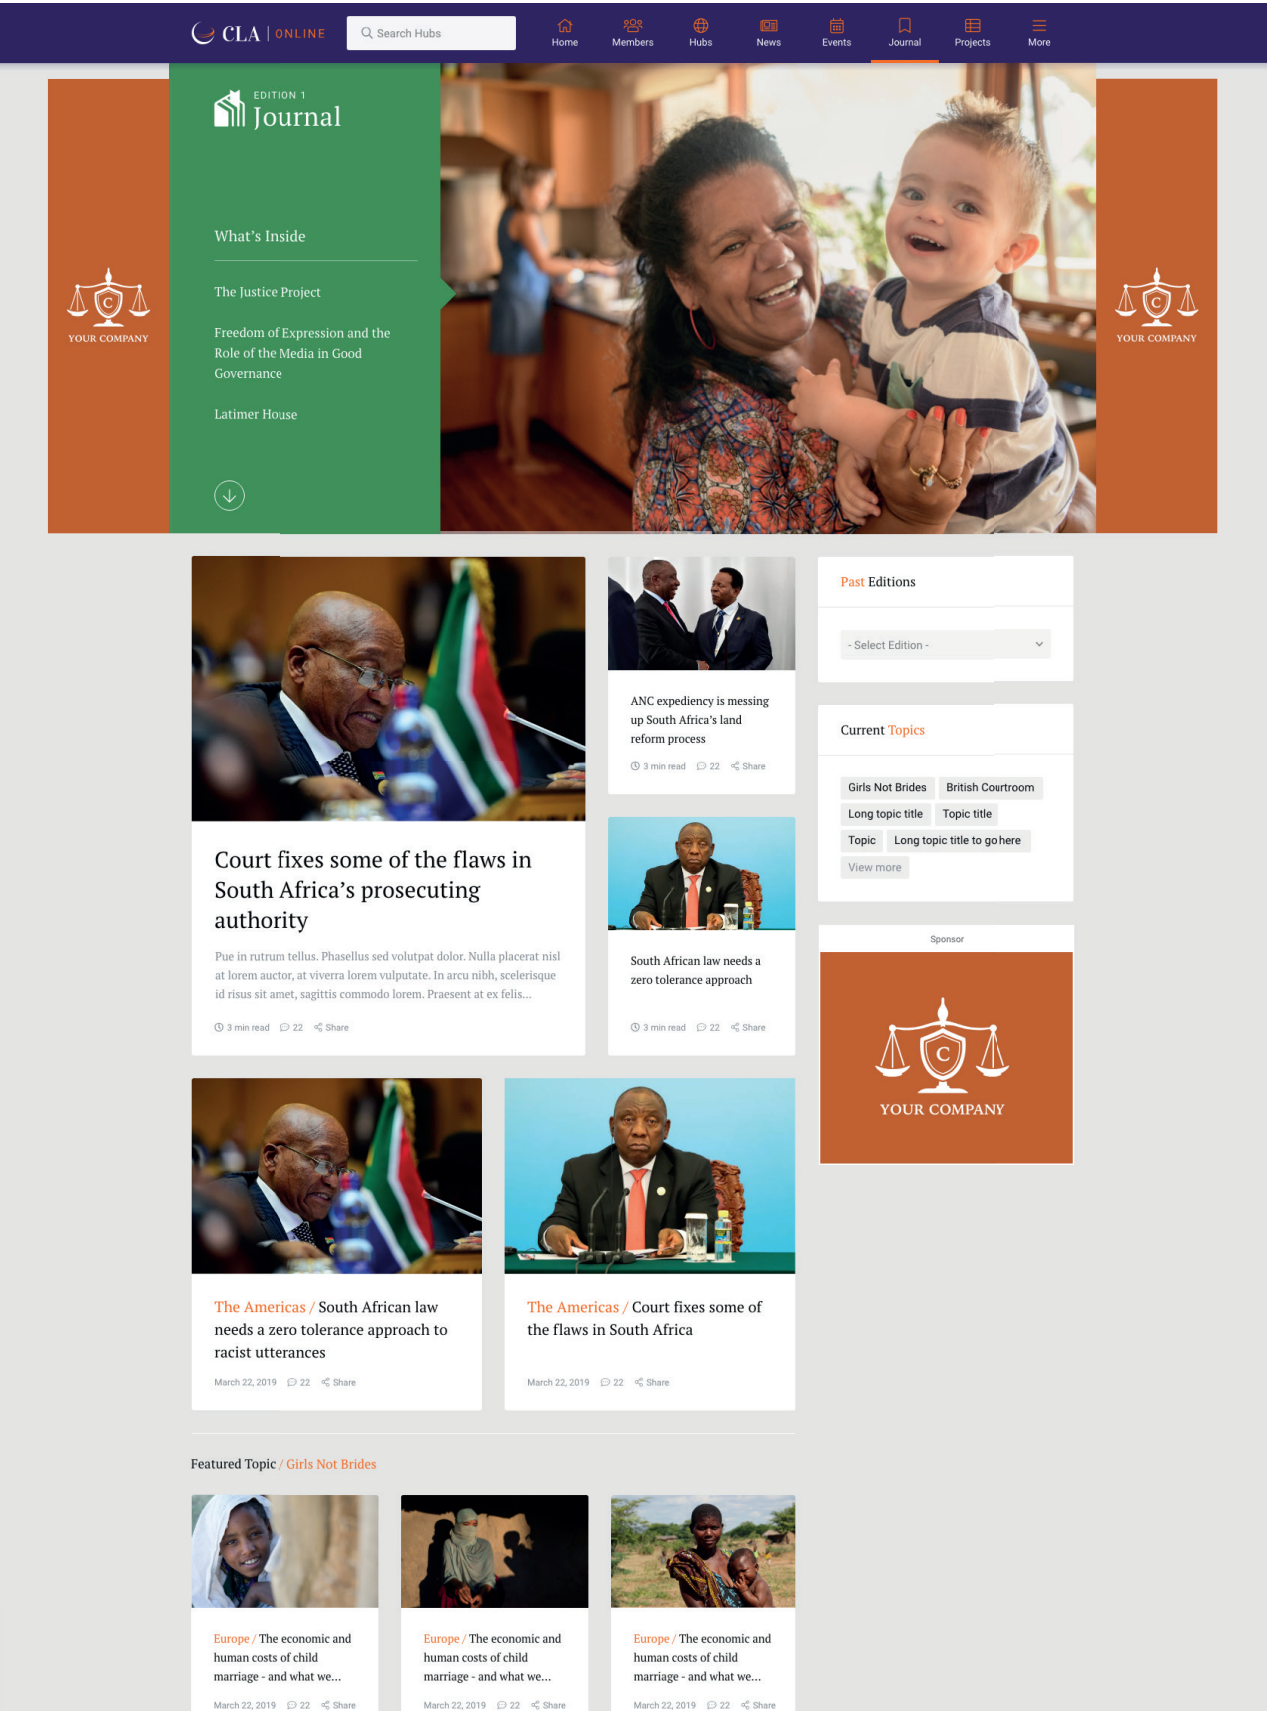 CLA | ONLINE
Search Hubs
Home
Members
Hubs
News
Events
Journal
Projects
More
EDITION 1
Journal
What's Inside
The Justice Project
Freedom of Expression and the
Role of the Media in Good
Governance
Latimer House
C
YOUR COMPANY
C
YOUR COMPANY
Court fixes some of the flaws in
South Africa's prosecuting
authority
Pue in rutrum tellus. Phasellus sed volutpat dolor. Nulla placerat nisl
at lorem auctor, at viverra lorem vulputate. In arcu nibh, scelerisque
id risus sit amet, sagittis commodo lorem. Praesent at ex felis...
3 min read 22 Share
ANC expediency is messing
up South Africa's land
reform process
3 min read 22 Share
South African law needs a
zero tolerance approach
3 min read 22 Share
Past Editions
- Select Edition -
Current Topics
Girls Not Brides British Courtroom
Long topic title Topic title
Topic Long topic title to go here
View more
Sponsor
C
YOUR COMPANY
The Americas / South African law
needs a zero tolerance approach to
racist utterances
March 22, 2019 22 Share
The Americas / Court fixes some of
the flaws in South Africa
March 22, 2019 22 Share
Featured Topic / Girls Not Brides
Europe / The economic and
human costs of child
marriage - and what we...
March 22, 2019 22 Share
Europe / The economic and
human costs of child
marriage - and what we...
March 22, 2019 22 Share
Europe / The economic and
human costs of child
marriage - and what we...
March 22, 2019 22 Share